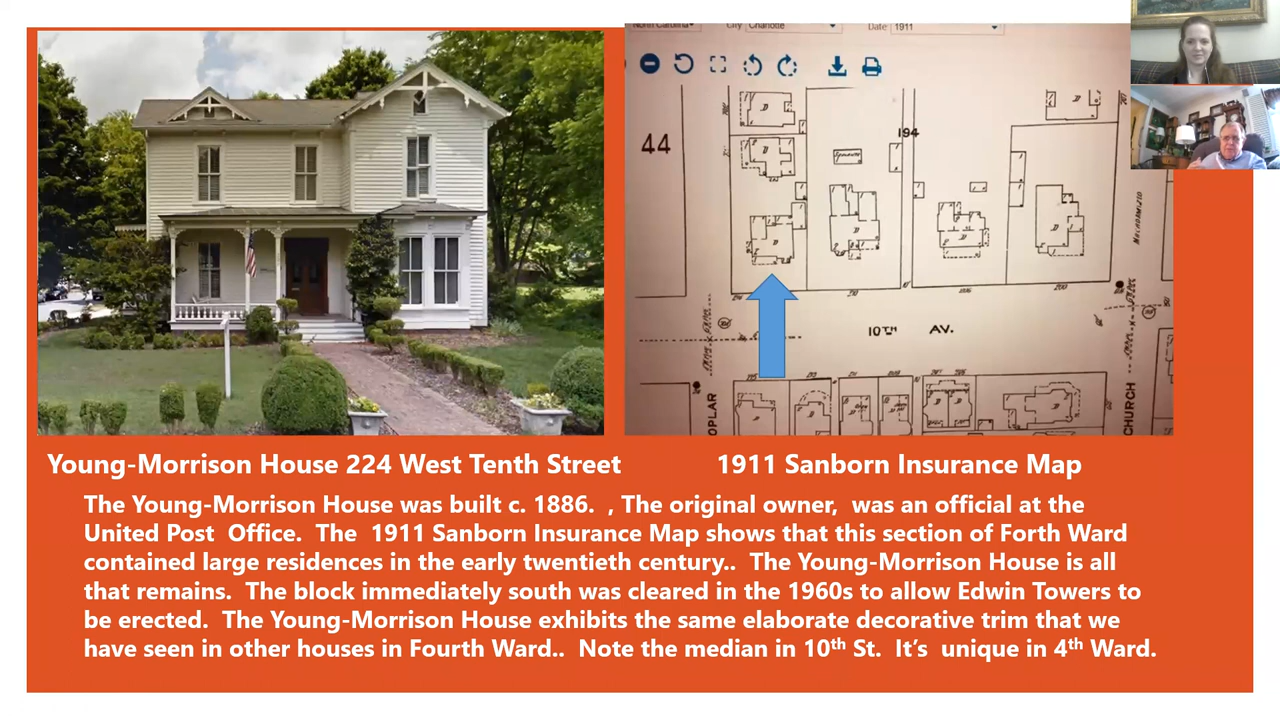 North Carolina City Charlotte Date 1911
44
194
10TH AV.
POPLAR
CHURCH
Young-Morrison House 224 West Tenth Street
1911 Sanborn Insurance Map
The Young-Morrison House was built c. 1886. , The original owner, was an official at the
United Post Office. The 1911 Sanborn Insurance Map shows that this section of Forth Ward
contained large residences in the early twentieth century.. The Young-Morrison House is all
that remains. The block immediately south was cleared in the 1960s to allow Edwin Towers to
be erected. The Young-Morrison House exhibits the same elaborate decorative trim that we
have seen in other houses in Fourth Ward.. Note the median in 10th St. It’s unique in 4th Ward.